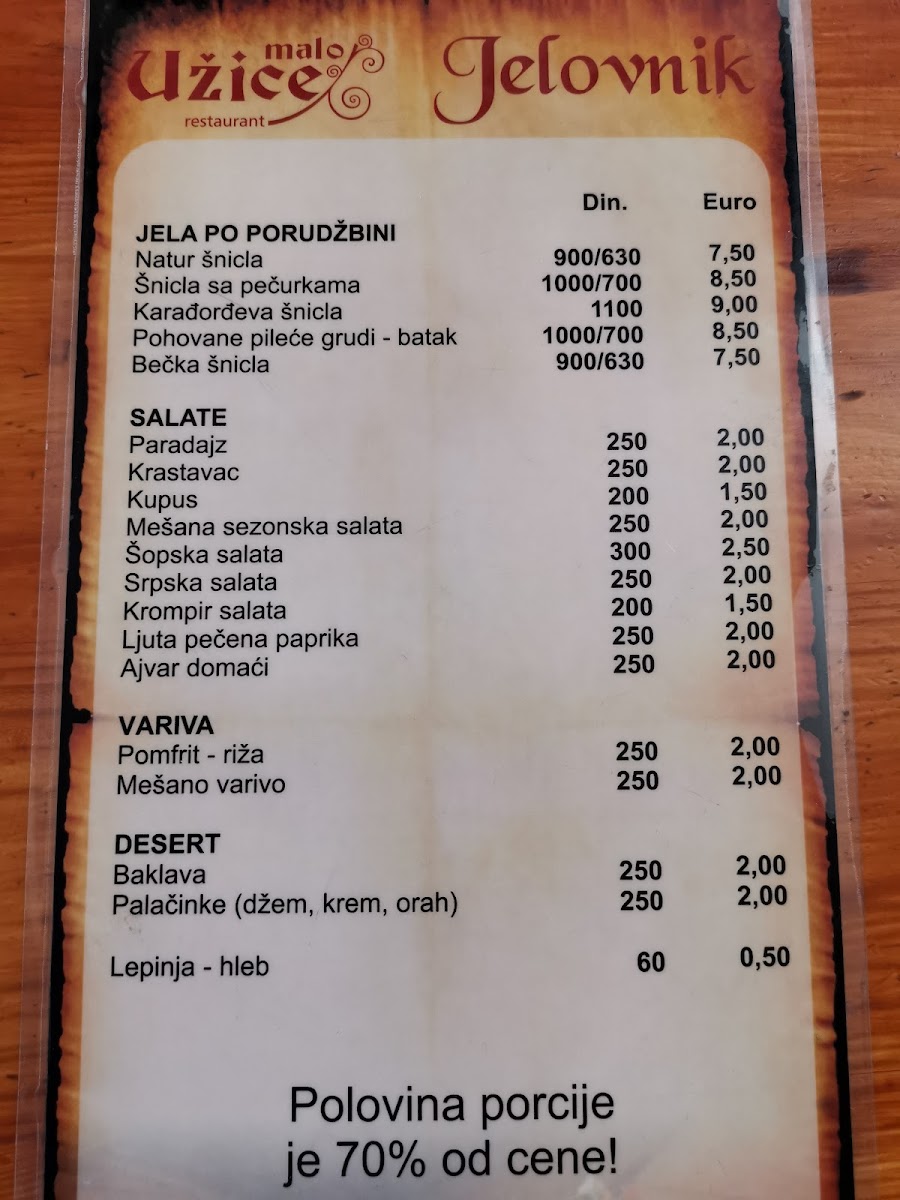 malo
Užice
restaurant
Jelovnik
Din. Euro
JELA PO PORUDŽBINI
Natur šnicla 900/630 7,50
Šnicla sa pečurkama 1000/700 8,50
Karađorđeva šnicla 1100 9,00
Pohovane pileće grudi - batak 1000/700 8,50
Bečka šnicla 900/630 7,50
SALATE
Paradajz 250 2,00
Krastavac 250 2,00
Kupus 200 1,50
Mešana sezonska salata 250 2,00
Šopska salata 300 2,50
Srpska salata 250 2,00
Krompir salata 200 1,50
Ljuta pečena paprika 250 2,00
Ajvar domaći 250 2,00
VARIVA
Pomfrit - riža 250 2,00
Mešano varivo 250 2,00
DESERT
Baklava 250 2,00
Palačinke (džem, krem, orah) 250 2,00
Lepinja - hleb 60 0,50
Polovina porcije
je 70% od cene!